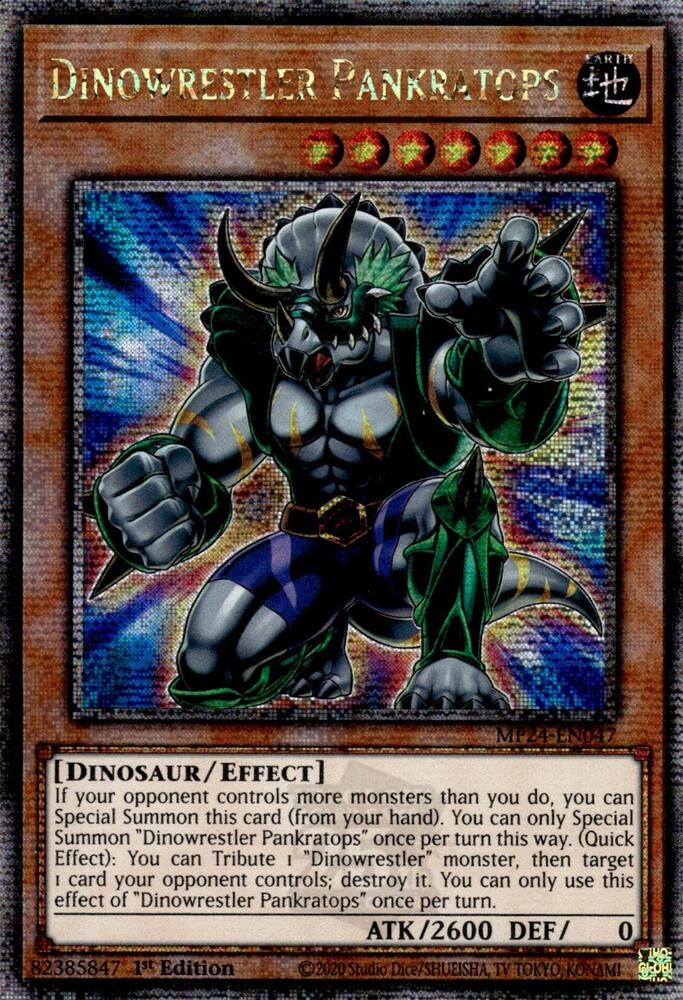 DINOWRESTLER PANKRATOPS
EARTH
地
MP24-EN047
[DINOSAUR/EFFECT]
If your opponent controls more monsters than you do, you can
Special Summon this card (from your hand). You can only Special
Summon "Dinowrestler Pankratops" once per turn this way. (Quick
Effect): You can Tribute 1 "Dinowrestler" monster, then target
1 card your opponent controls; destroy it. You can only use this
effect of "Dinowrestler Pankratops" once per turn.
ATK/2600 DEF/ 0
82385847 1st Edition ©2020 Studio Dice/SHUEISHA, TV TOKYO, KONAMI